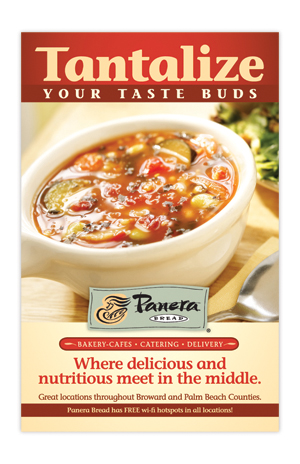 Tantalize
YOUR TASTE BUDS
Panera
BREAD
®
BAKERY-CAFES • CATERING • DELIVERY
Where delicious and
nutritious meet in the middle.
Great locations throughout Broward and Palm Beach Counties.
Panera Bread has FREE wi-fi hotspots in all locations!